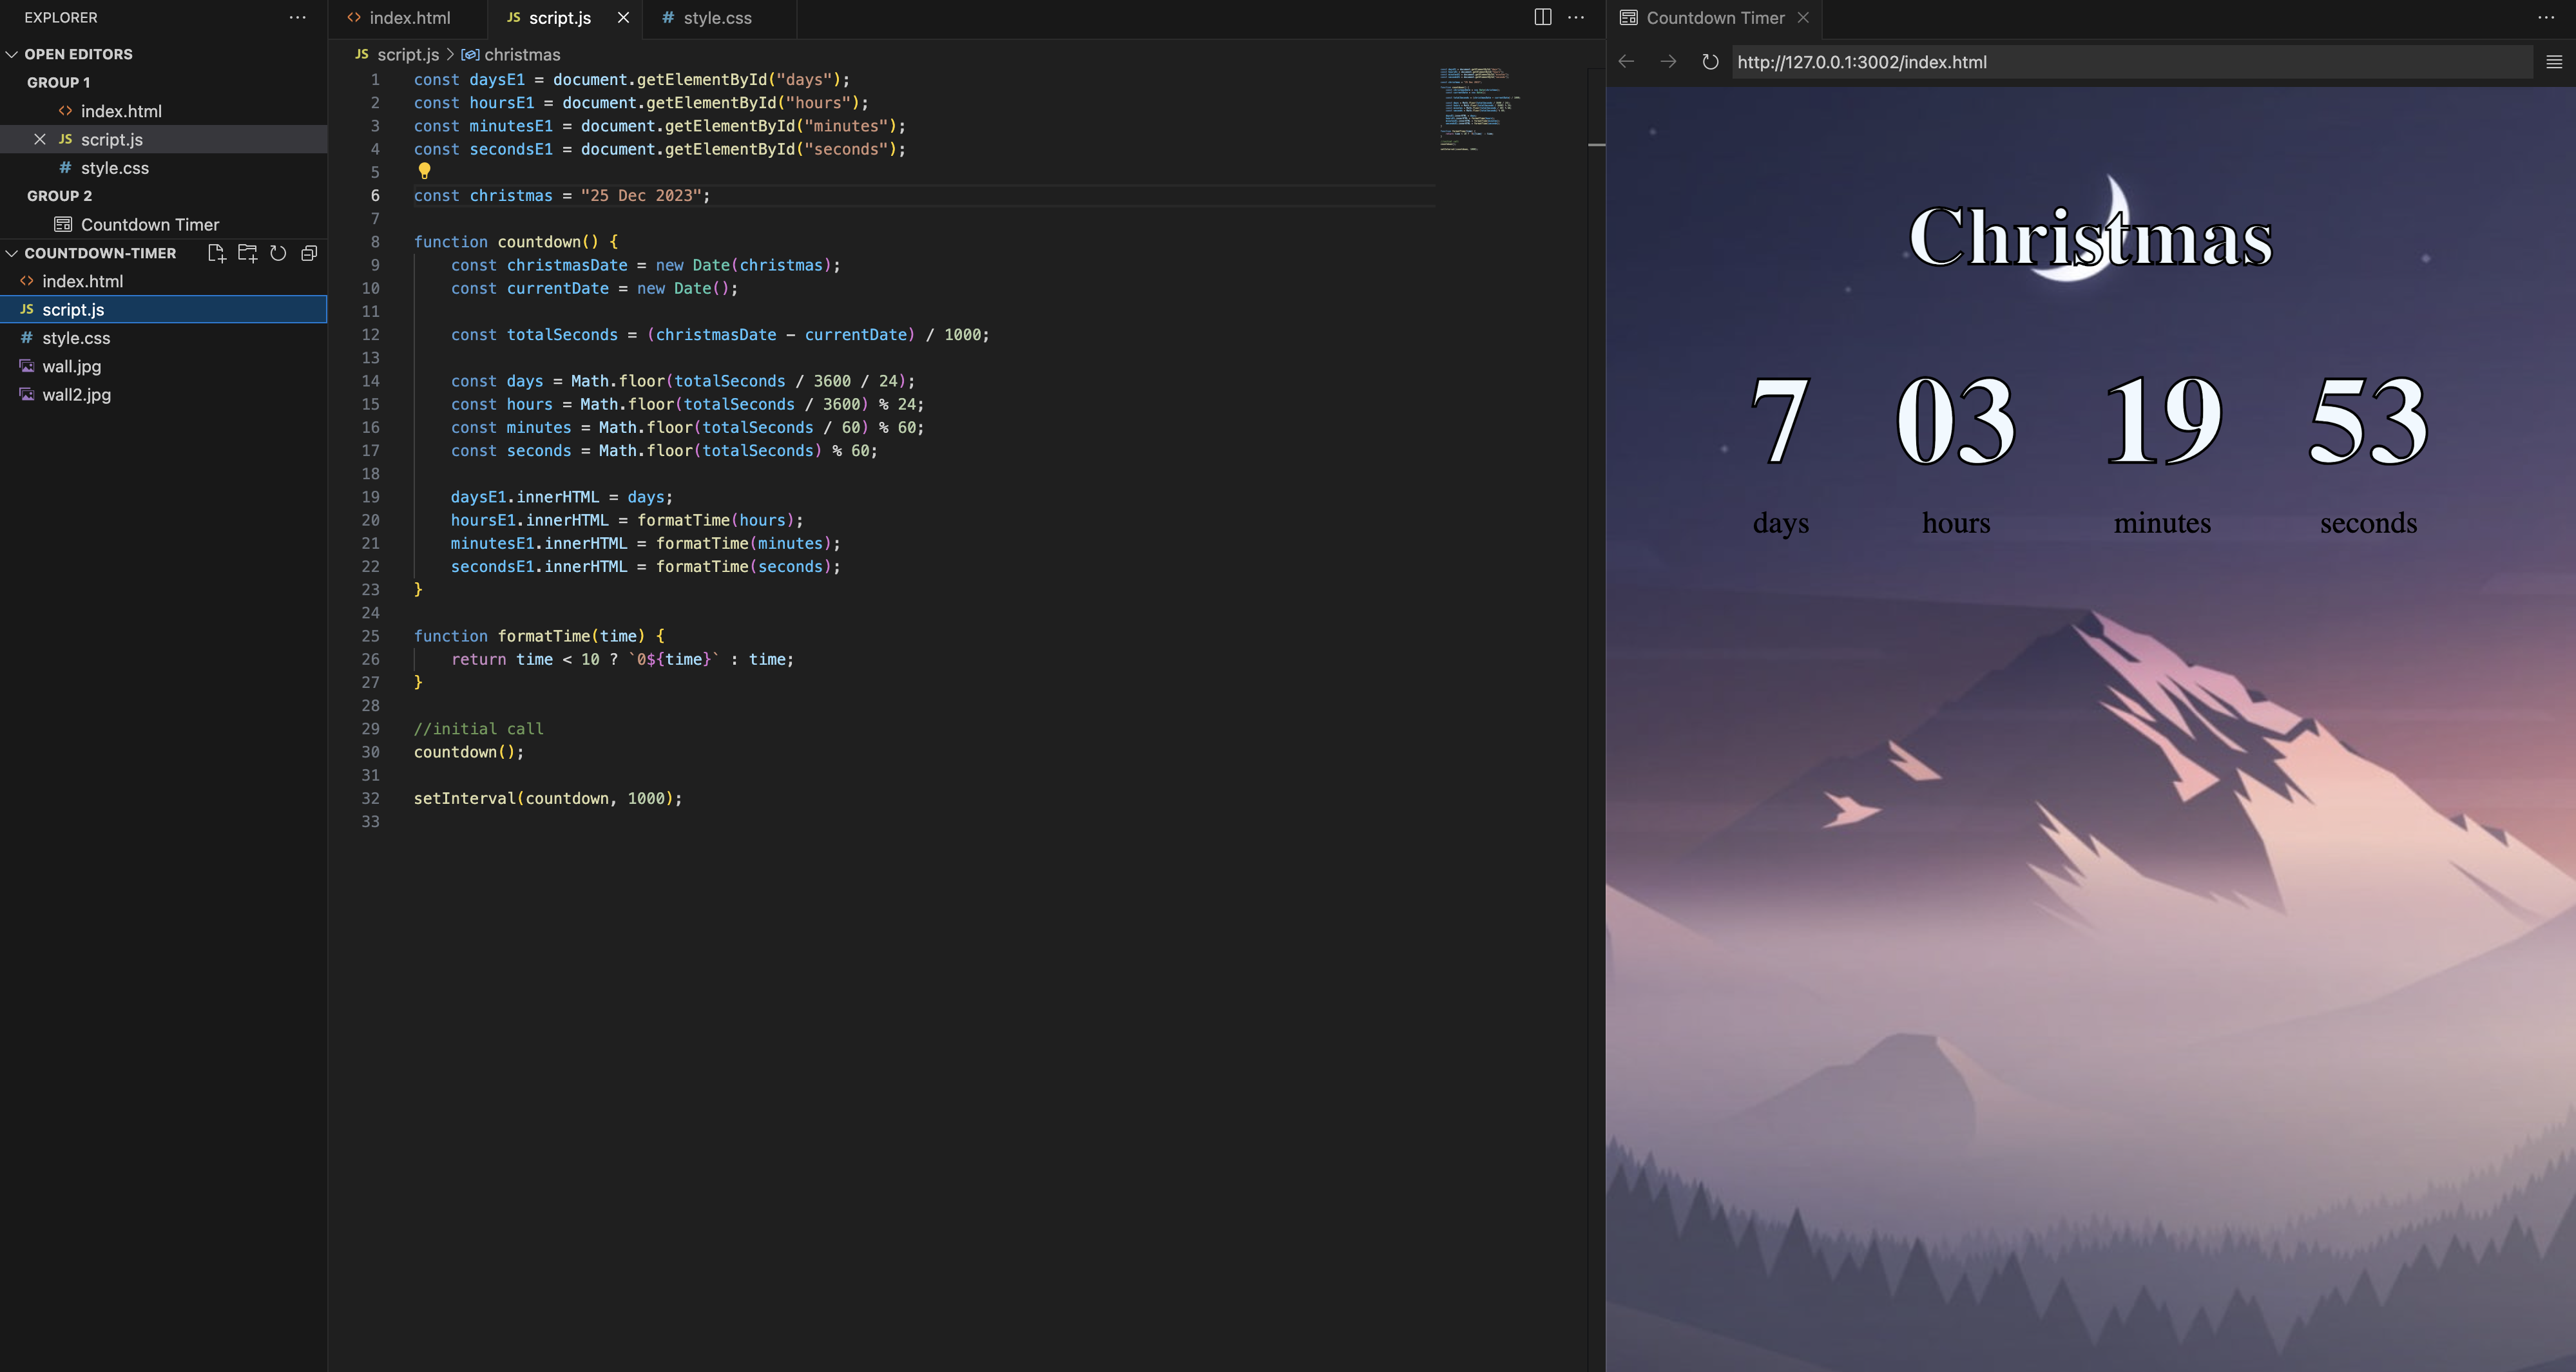 EXPLORER
OPEN EDITORS
GROUP 1
index.html
script.js
style.css
GROUP 2
Countdown Timer
COUNTDOWN-TIMER
index.html
script.js
style.css
wall.jpg
wall2.jpg
index.html
script.js
style.css
script.js > christmas
1 const daysE1 = document.getElementById("days");
2 const hoursE1 = document.getElementById("hours");
3 const minutesE1 = document.getElementById("minutes");
4 const secondsE1 = document.getElementById("seconds");
5
6 const christmas = "25 Dec 2023";
7
8 function countdown() {
9 const christmasDate = new Date(christmas);
10 const currentDate = new Date();
11
12 const totalSeconds = (christmasDate - currentDate) / 1000;
13
14 const days = Math.floor(totalSeconds / 3600 / 24);
15 const hours = Math.floor(totalSeconds / 3600) % 24;
16 const minutes = Math.floor(totalSeconds / 60) % 60;
17 const seconds = Math.floor(totalSeconds) % 60;
18
19 daysE1.innerHTML = days;
20 hoursE1.innerHTML = formatTime(hours);
21 minutesE1.innerHTML = formatTime(minutes);
22 secondsE1.innerHTML = formatTime(seconds);
23 }
24
25 function formatTime(time) {
26 return time < 10 ? `0${time}` : time;
27 }
28
29 //initial call
30 countdown();
31
32 setInterval(countdown, 1000);
33
Countdown Timer
http://127.0.0.1:3002/index.html
Christmas
7 03 19 53
days hours minutes seconds